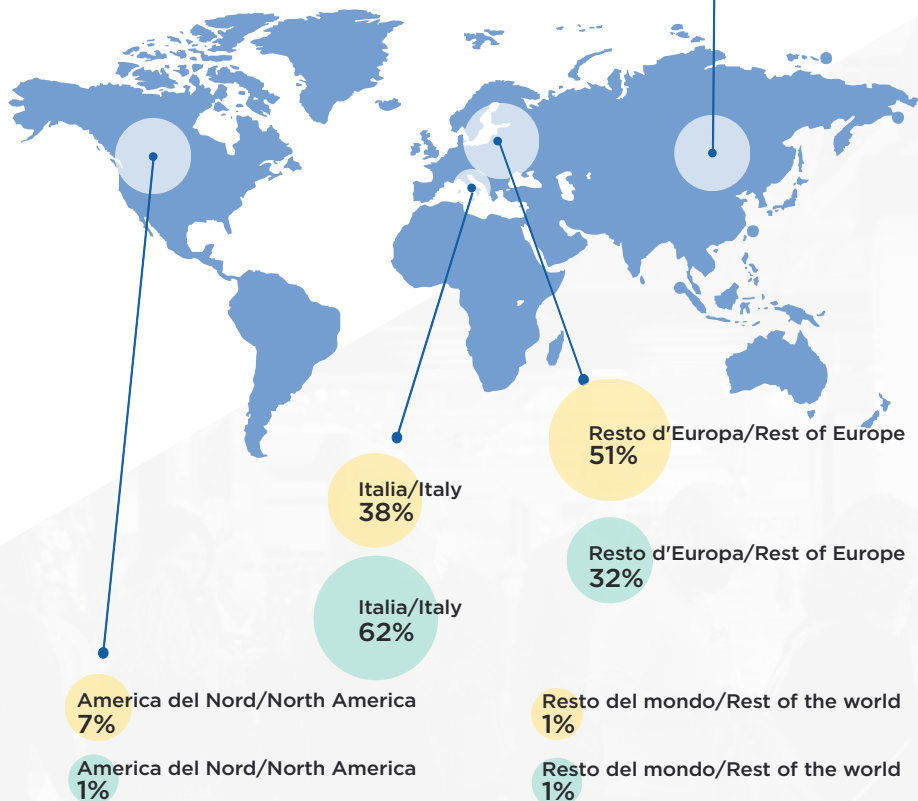 Resto d'Europa/Rest of Europe
51%
Italia/Italy
38%
Resto d'Europa/Rest of Europe
32%
Italia/Italy
62%
America del Nord/North America
7%
Resto del mondo/Rest of the world
1%
America del Nord/North America
1%
Resto del mondo/Rest of the world
1%